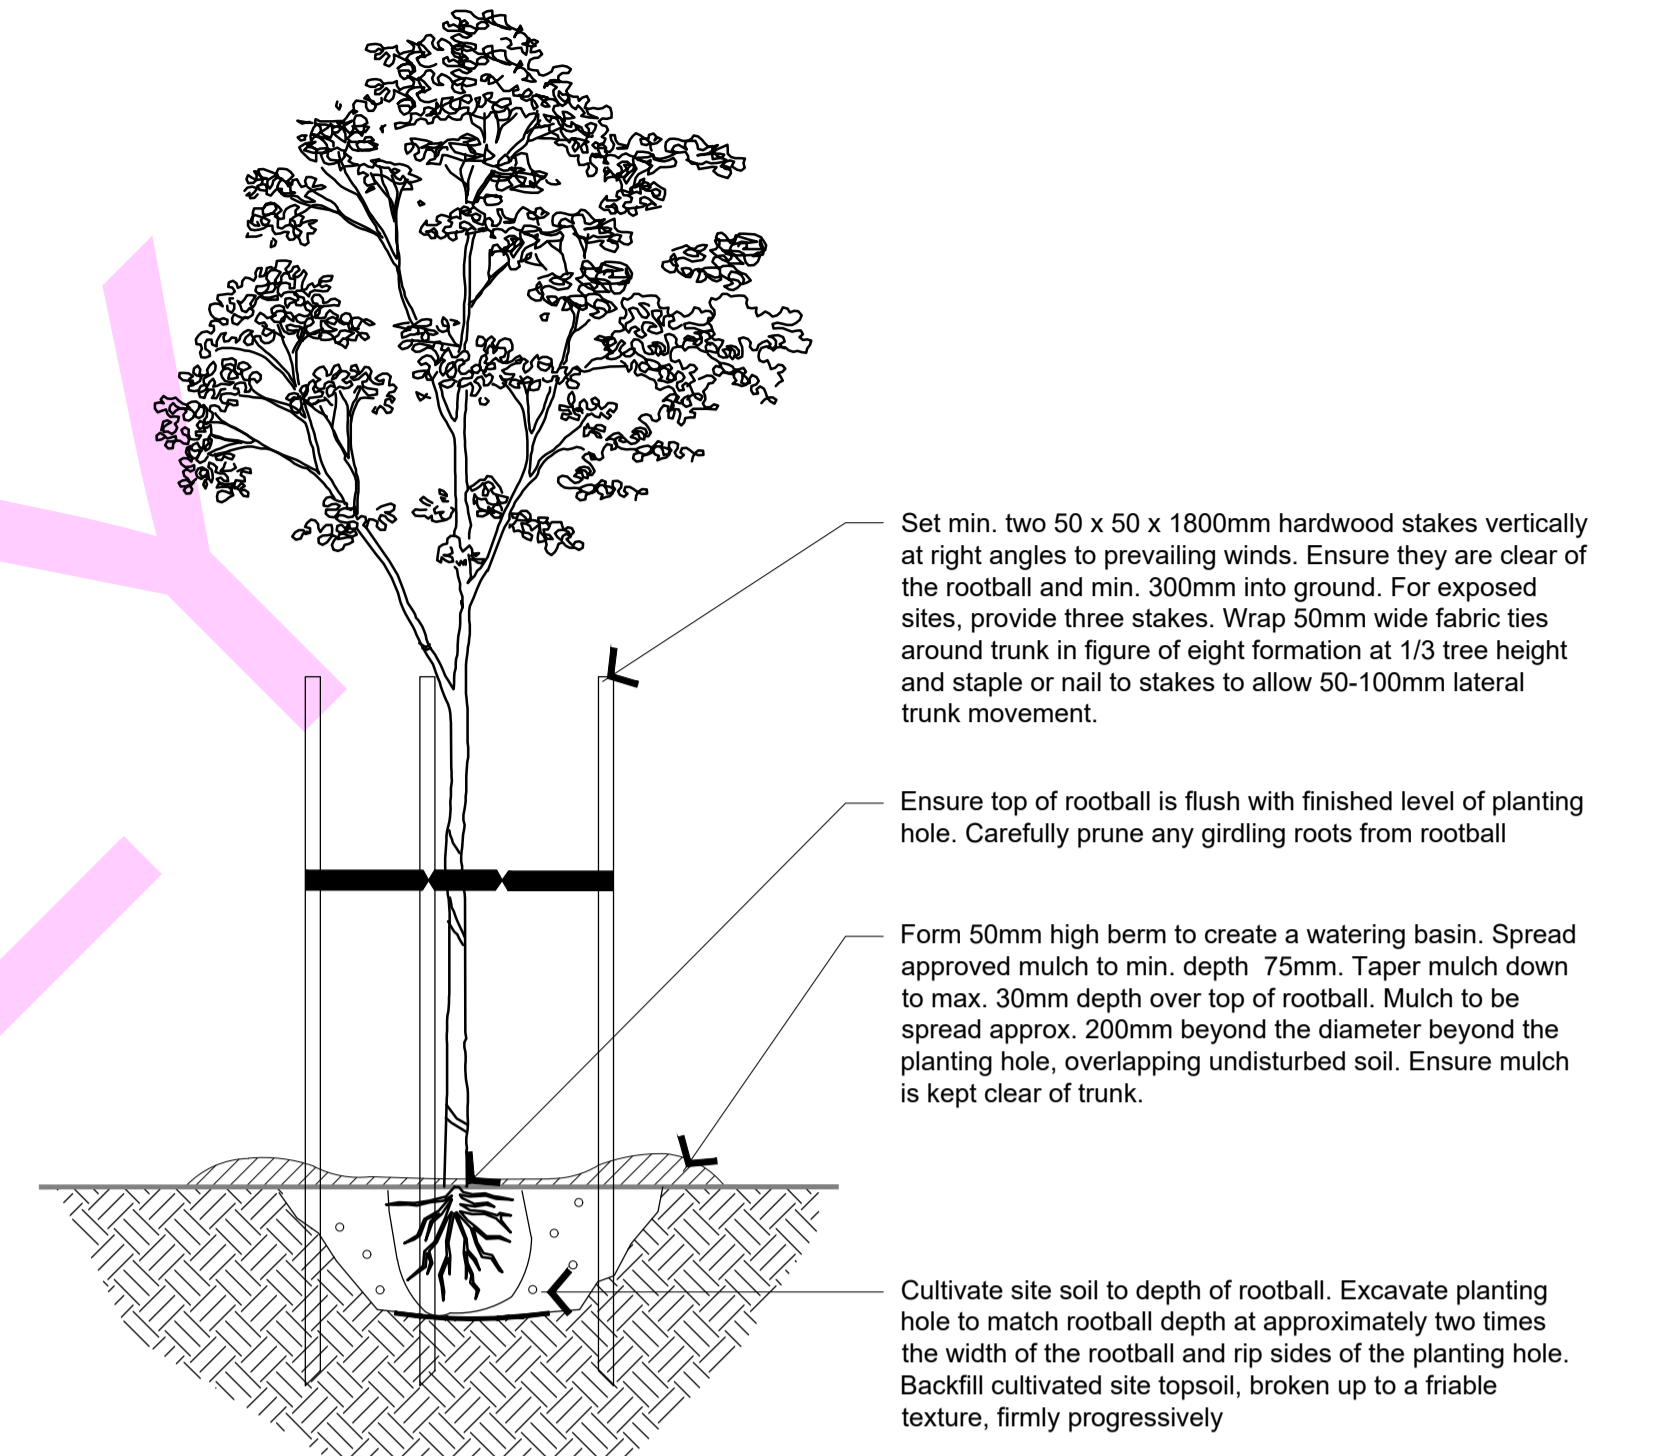 Set min. two 50 x 50 x 1800mm hardwood stakes vertically
at right angles to prevailing winds. Ensure they are clear of
the rootball and min. 300mm into ground. For exposed
sites, provide three stakes. Wrap 50mm wide fabric ties
around trunk in figure of eight formation at 1/3 tree height
and staple or nail to stakes to allow 50-100mm lateral
trunk movement.
Ensure top of rootball is flush with finished level of planting
hole. Carefully prune any girdling roots from rootball
Form 50mm high berm to create a watering basin. Spread
approved mulch to min. depth  75mm. Taper mulch down
to max. 30mm depth over top of rootball. Mulch to be
spread approx. 200mm beyond the diameter beyond the
planting hole, overlapping undisturbed soil. Ensure mulch
is kept clear of trunk.
Cultivate site soil to depth of rootball. Excavate planting
hole to match rootball depth at approximately two times
the width of the rootball and rip sides of the planting hole.
Backfill cultivated site topsoil, broken up to a friable
texture, firmly progressively